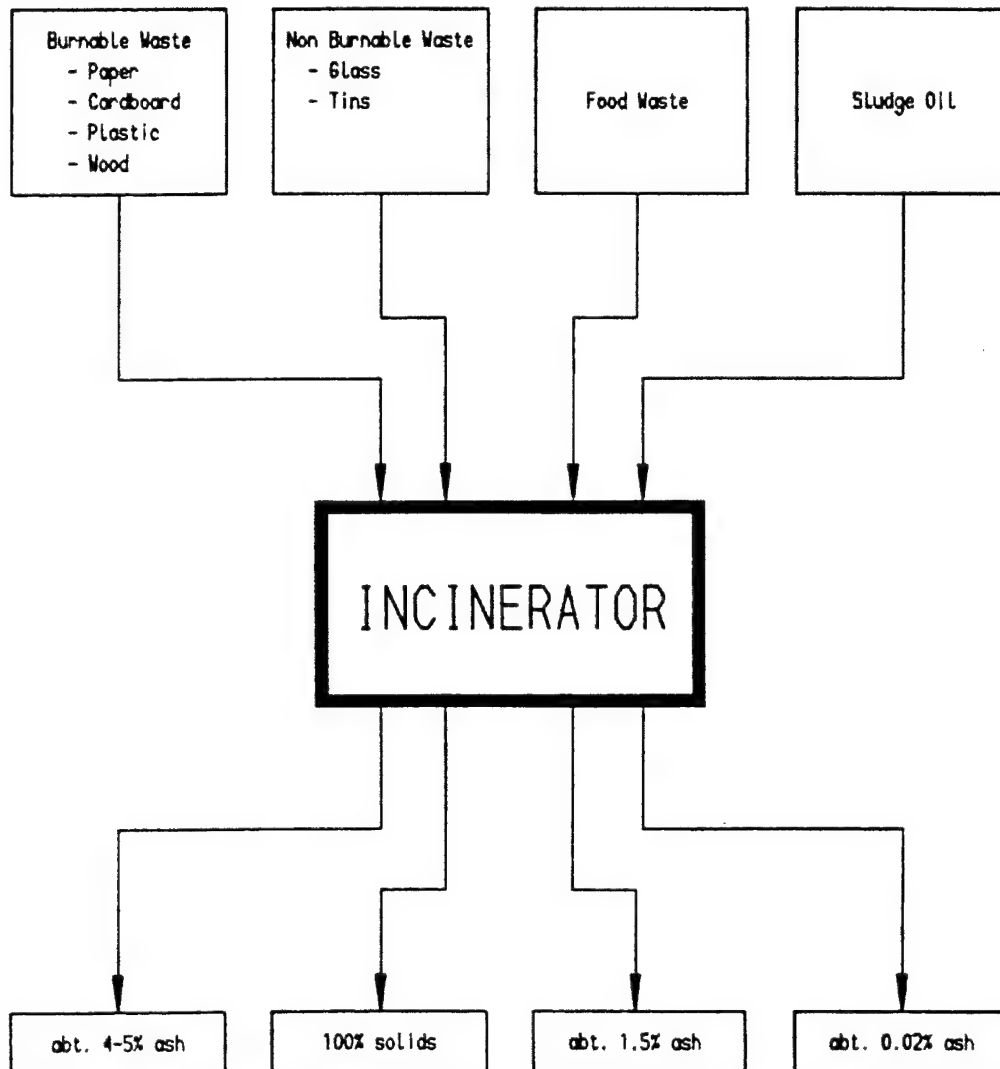 Burnable Waste
- Paper
- Cardboard
- Plastic
- Wood
Non Burnable Waste
- Glass
- Tins
Food Waste
Sludge Oil
INCINERATOR
abt. 4-5% ash
100% solids
abt. 1.5% ash
abt. 0.02% ash